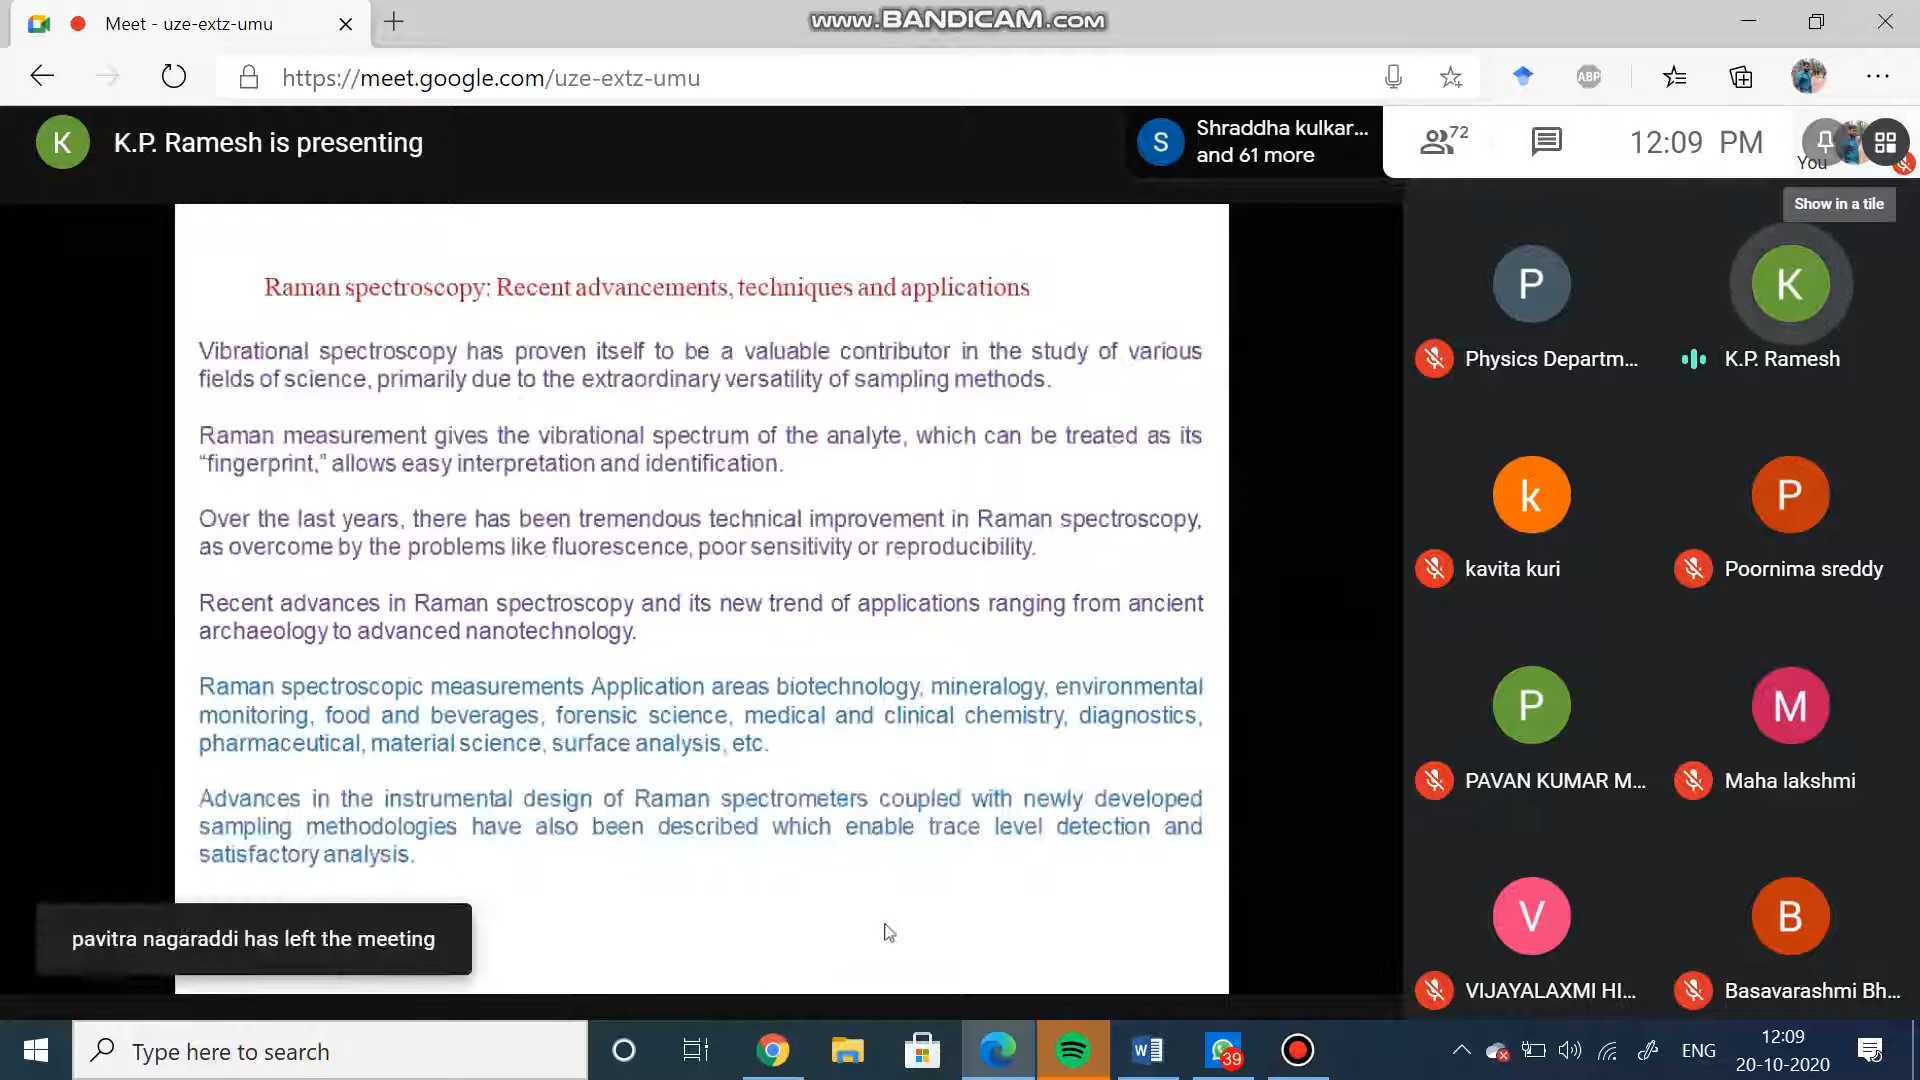 Meet - uze-extz-umu
www.BANDICAM.com
https://meet.google.com/uze-extz-umu
ABP
K
K.P. Ramesh is presenting
S
Shraddha kulkar...
and 61 more
72
12:09 PM
You
Show in a tile
Raman spectroscopy: Recent advancements, techniques and applications
Vibrational spectroscopy has proven itself to be a valuable contributor in the study of various
fields of science, primarily due to the extraordinary versatility of sampling methods.
Raman measurement gives the vibrational spectrum of the analyte, which can be treated as its
“fingerprint,” allows easy interpretation and identification.
Over the last years, there has been tremendous technical improvement in Raman spectroscopy,
as overcome by the problems like fluorescence, poor sensitivity or reproducibility.
Recent advances in Raman spectroscopy and its new trend of applications ranging from ancient
archaeology to advanced nanotechnology.
Raman spectroscopic measurements Application areas biotechnology, mineralogy, environmental
monitoring, food and beverages, forensic science, medical and clinical chemistry, diagnostics,
pharmaceutical, material science, surface analysis, etc.
Advances in the instrumental design of Raman spectrometers coupled with newly developed
sampling methodologies have also been described which enable trace level detection and
satisfactory analysis.
pavitra nagaraddi has left the meeting
P
K
Physics Departm...
K.P. Ramesh
k
P
kavita kuri
Poornima sreddy
P
M
PAVAN KUMAR M...
Maha lakshmi
V
B
VIJAYALAXMI HI...
Basavarashmi Bh...
Type here to search
39
ENG
12:09
20-10-2020